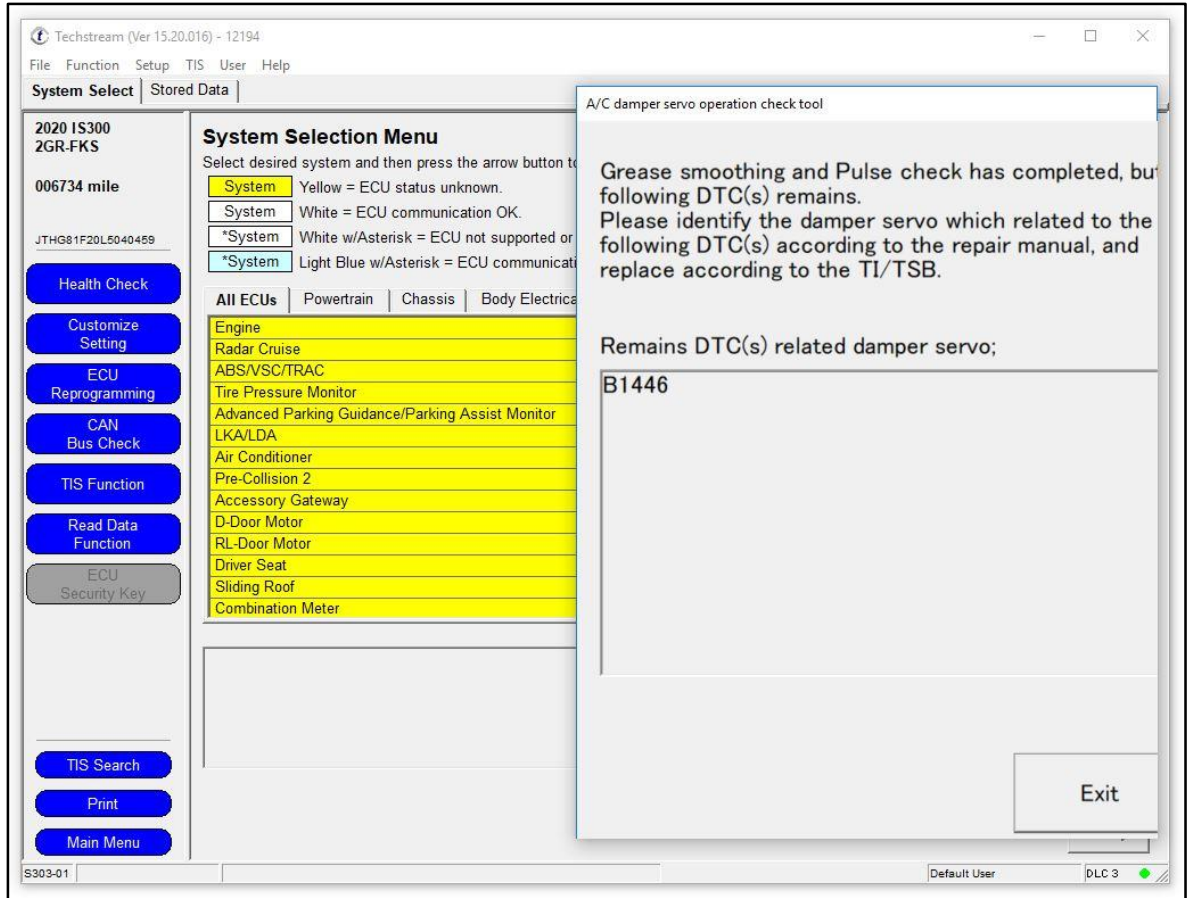 Techstream (Ver 15.20.016) - 12194
File Function Setup TIS User Help
System Select Stored Data
2020 IS300
2GR-FKS
006734 mile
JTHG81F20L5040459
Health Check
Customize
Setting
ECU
Reprogramming
CAN
Bus Check
TIS Function
Read Data
Function
ECU
Security Key
TIS Search
Print
Main Menu
System Selection Menu
Select desired system and then press the arrow button to
System Yellow = ECU status unknown.
System White = ECU communication OK.
*System White w/Asterisk = ECU not supported or
*System Light Blue w/Asterisk = ECU communicati
All ECUs Powertrain Chassis Body Electrica
Engine
Radar Cruise
ABS/VSC/TRAC
Tire Pressure Monitor
Advanced Parking Guidance/Parking Assist Monitor
LKA/LDA
Air Conditioner
Pre-Collision 2
Accessory Gateway
D-Door Motor
RL-Door Motor
Driver Seat
Sliding Roof
Combination Meter
A/C damper servo operation check tool
Grease smoothing and Pulse check has completed, but
following DTC(s) remains.
Please identify the damper servo which related to the
following DTC(s) according to the repair manual, and
replace according to the TI/TSB.
Remains DTC(s) related damper servo;
B1446
Exit
S303-01 Default User DLC 3